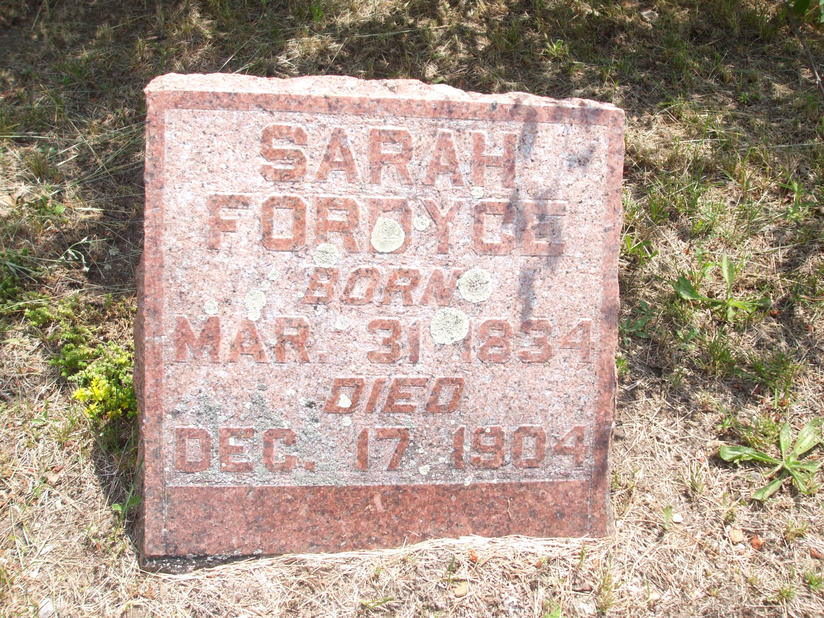 SARAH
FORDYCE
BORN
MAR. 31 1834
DIED
DEC. 17 1904